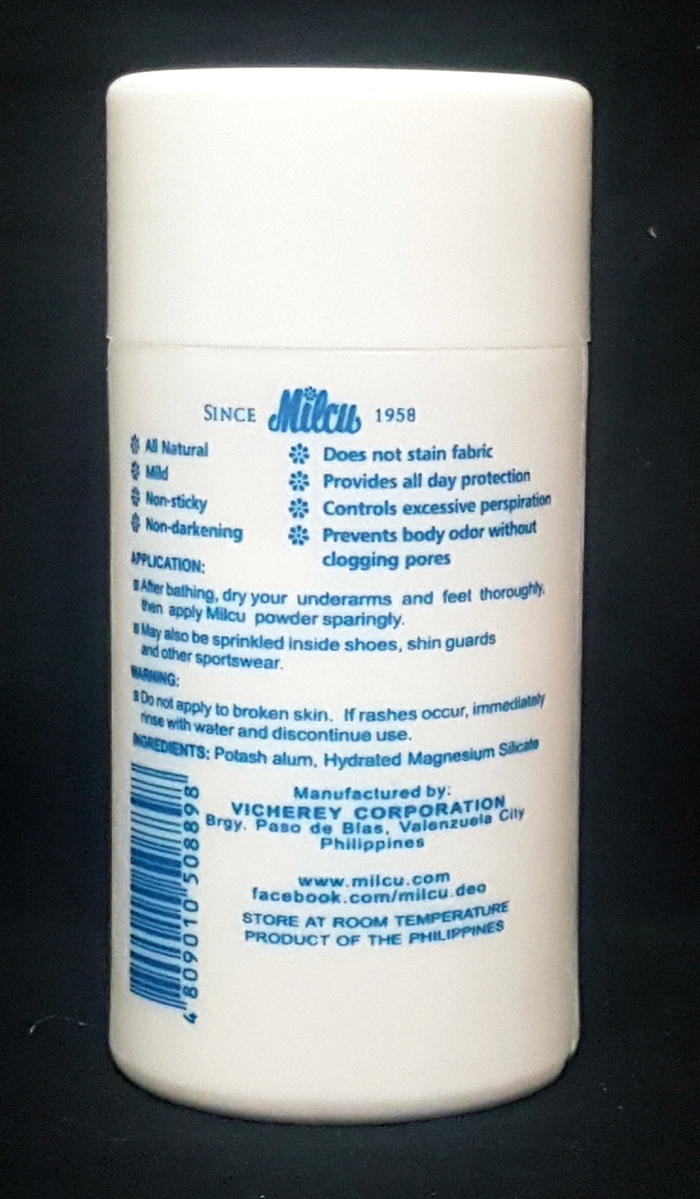 SINCE Milcu 1958
All Natural
Mild
Non-sticky
Non-darkening
Does not stain fabric
Provides all day protection
Controls excessive perspiration
Prevents body odor without
clogging pores
APPLICATION:
After bathing, dry your underarms and feet thoroughly,
then apply Milcu powder sparingly.
May also be sprinkled inside shoes, shin guards
and other sportswear.
WARNING:
Do not apply to broken skin. If rashes occur, immediately
rinse with water and discontinue use.
INGREDIENTS: Potash alum, Hydrated Magnesium Silicate
Manufactured by:
VICHEREY CORPORATION
Brgy. Paso de Blas, Valenzuela City
Philippines
www.milcu.com
facebook.com/milcu.deo
STORE AT ROOM TEMPERATURE
PRODUCT OF THE PHILIPPINES
4 809010 508898